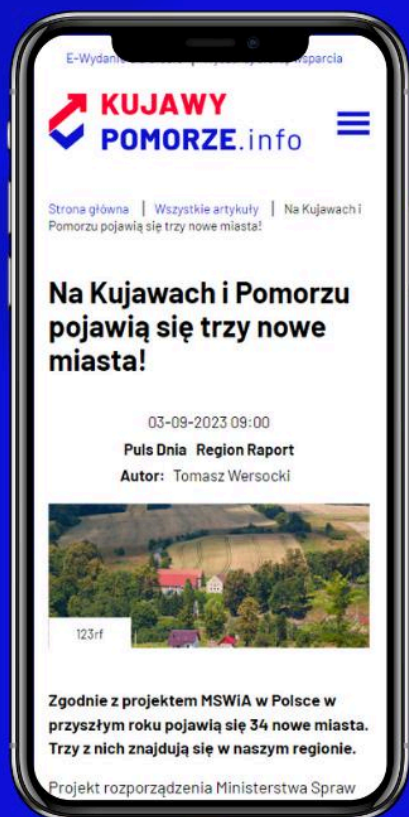 E-Wydanie
wsparcia
KUJAWY
POMORZE.info
Strona główna | Wszystkie artykuły | Na Kujawach i
Pomorzu pojawią się trzy nowe miasta!
Na Kujawach i Pomorzu
pojawią się trzy nowe
miasta!
03-09-2023 09:00
Puls Dnia Region Raport
Autor: Tomasz Wersocki
123rf
Zgodnie z projektem MSWiA w Polsce w
przyszłym roku pojawią się 34 nowe miasta.
Trzy z nich znajdują się w naszym regionie.
Projekt rozporządzenia Ministerstwa Spraw